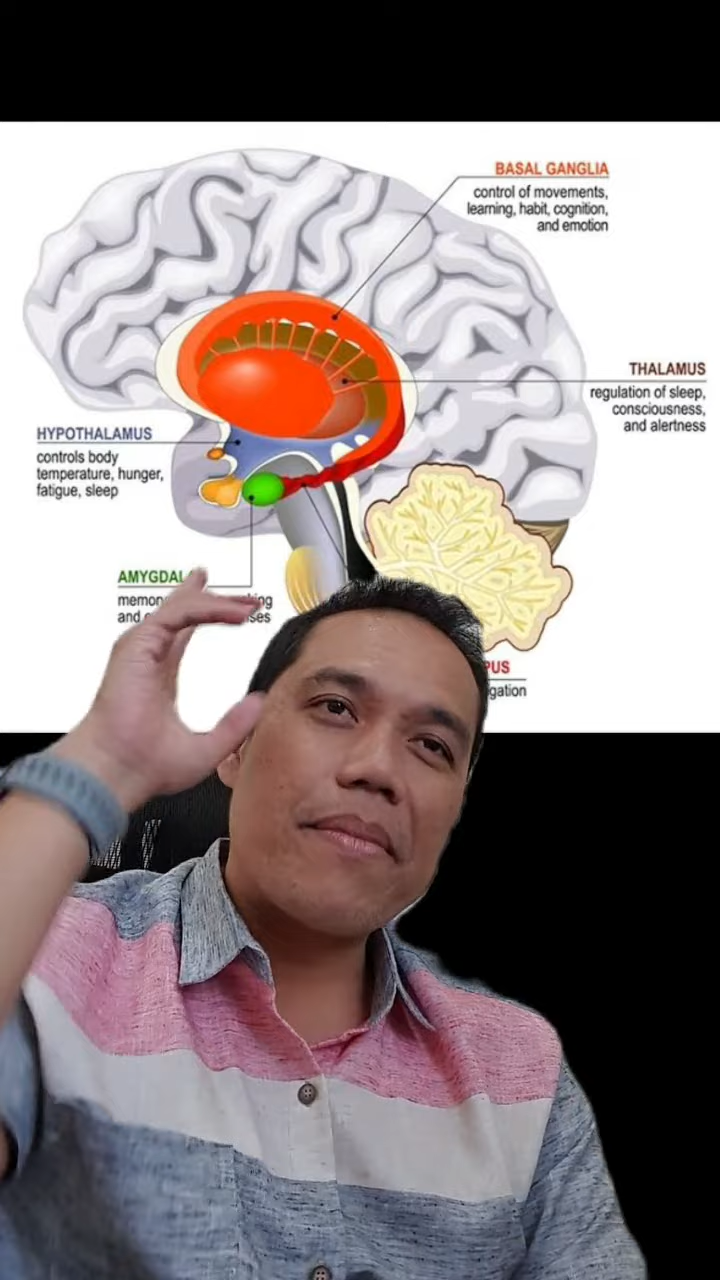 BASAL GANGLIA
control of movements,
learning, habit, cognition,
and emotion
THALAMUS
regulation of sleep,
consciousness,
and alertness
HYPOTHALAMUS
controls body
temperature, hunger,
fatigue, sleep